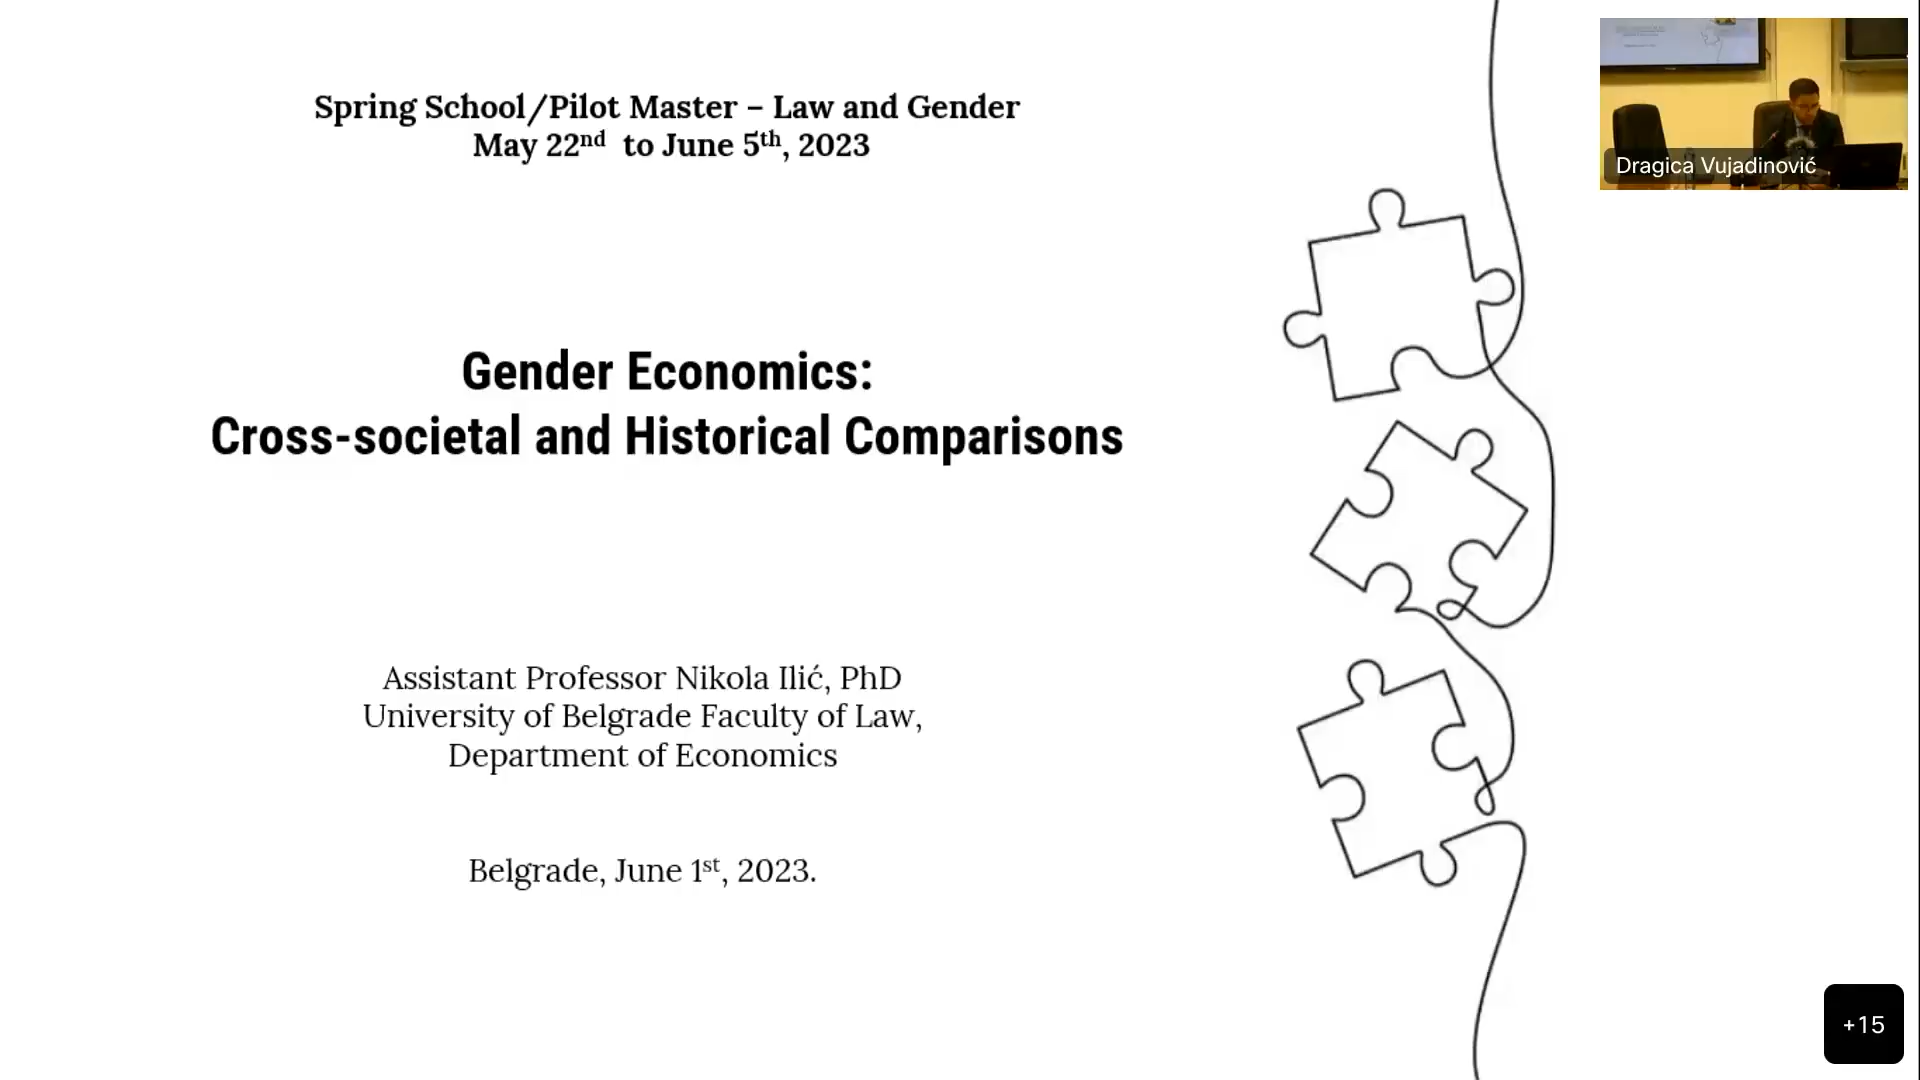 Spring School/Pilot Master – Law and Gender
May 22nd to June 5th, 2023
Gender Economics:
Cross-societal and Historical Comparisons
Assistant Professor Nikola Ilić, PhD
University of Belgrade Faculty of Law,
Department of Economics
Belgrade, June 1st, 2023.
Dragica Vujadinović
+15